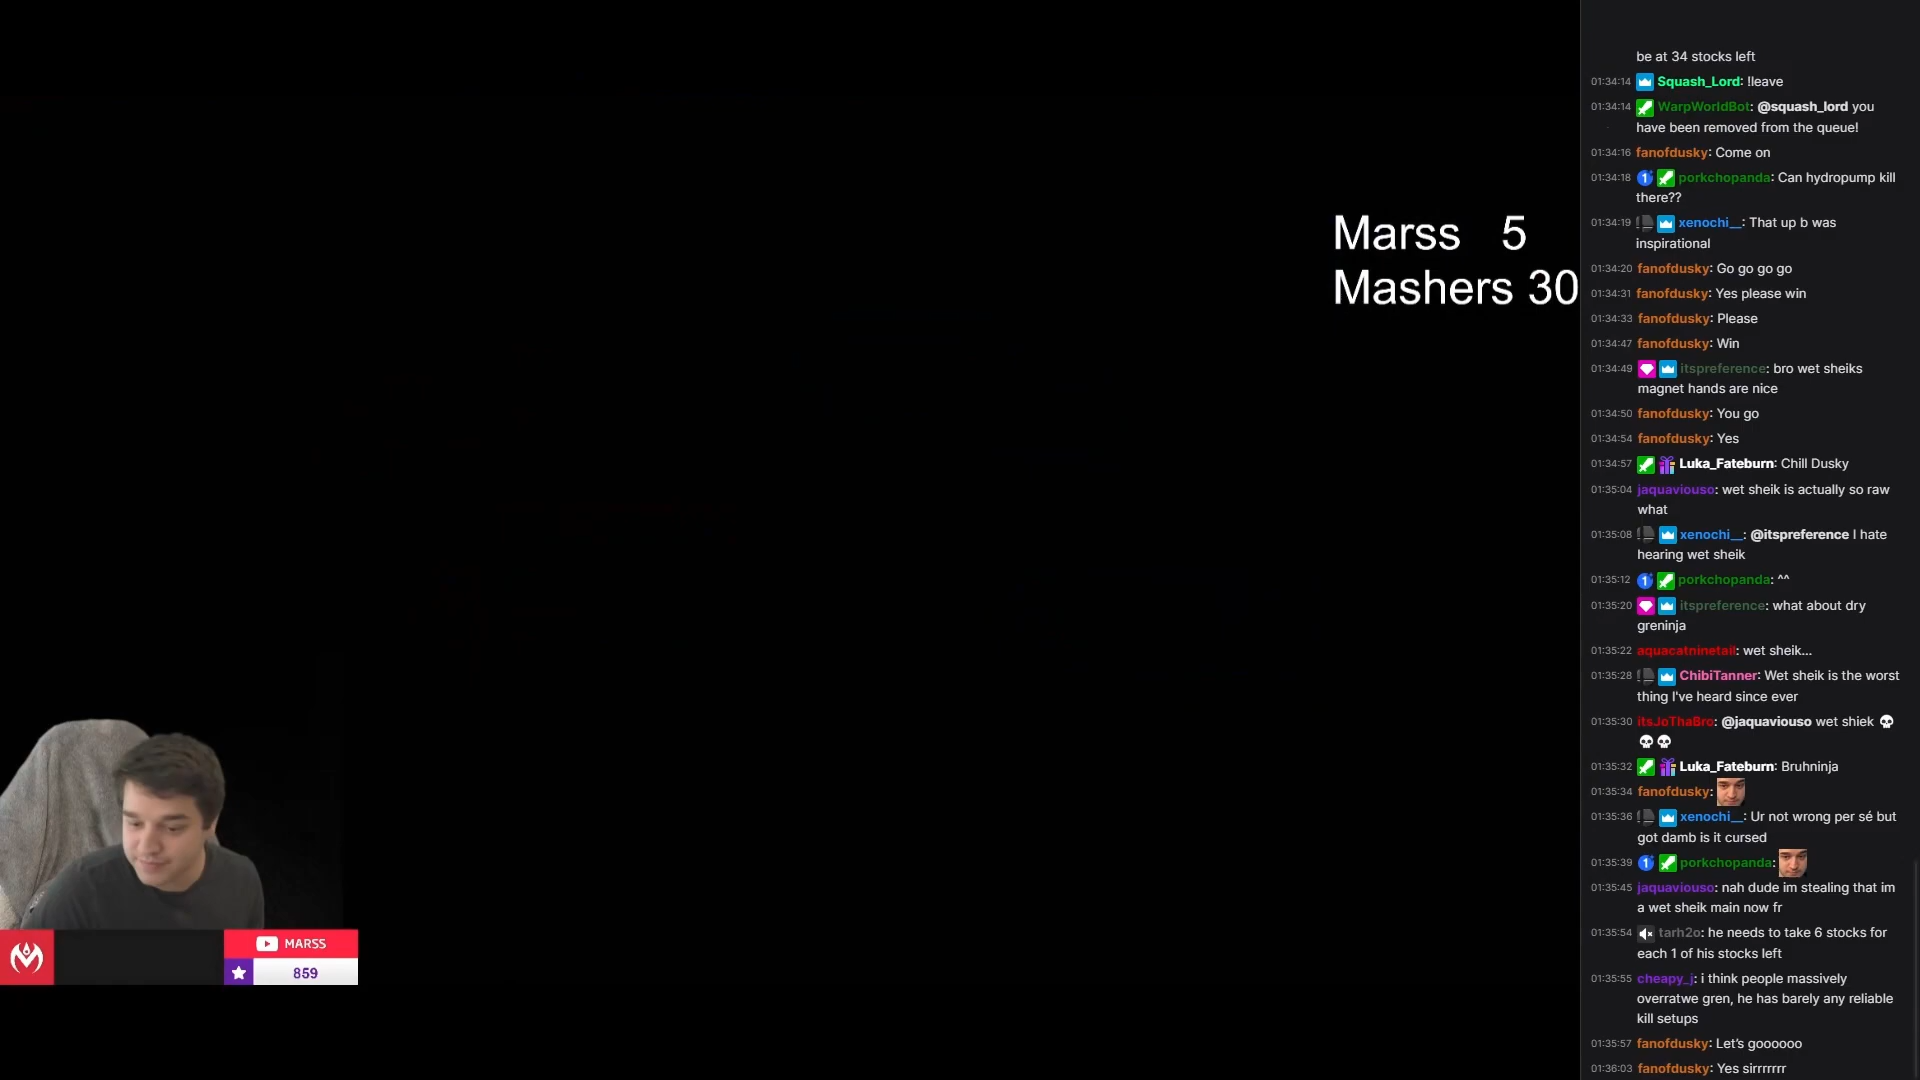 Marss 5
Mashers 30
MARSS
859
be at 34 stocks left
01:34:14 Squash_Lord: !leave
01:34:14 WarpWorldBot: @squash_lord you
have been removed from the queue!
01:34:16 fanofdusky: Come on
01:34:18 porkchopanda: Can hydropump kill
there??
01:34:19 xenochi__: That up b was
inspirational
01:34:20 fanofdusky: Go go go go
01:34:31 fanofdusky: Yes please win
01:34:33 fanofdusky: Please
01:34:47 fanofdusky: Win
01:34:49 itspreference: bro wet sheiks
magnet hands are nice
01:34:50 fanofdusky: You go
01:34:54 fanofdusky: Yes
01:34:57 Luka_Fateburn: Chill Dusky
01:35:04 jaquaviouso: wet sheik is actually so raw
what
01:35:08 xenochi__: @itspreference I hate
hearing wet sheik
01:35:12 porkchopanda: ^^
01:35:20 itspreference: what about dry
greninja
01:35:22 aquacatninetail: wet sheik...
01:35:28 ChibiTanner: Wet sheik is the worst
thing I've heard since ever
01:35:30 itsJoThaBro: @jaquaviouso wet shiek 💀
💀💀
01:35:32 Luka_Fateburn: Bruhninja
01:35:34 fanofdusky:
01:35:36 xenochi__: Ur not wrong per sé but
got damb is it cursed
01:35:39 porkchopanda:
01:35:45 jaquaviouso: nah dude im stealing that im
a wet sheik main now fr
01:35:54 tarh2o: he needs to take 6 stocks for
each 1 of his stocks left
01:35:55 cheapy_j: i think people massively
overratwe gren, he has barely any reliable
kill setups
01:35:57 fanofdusky: Let's goooooo
01:36:03 fanofdusky: Yes sirrrrrrr